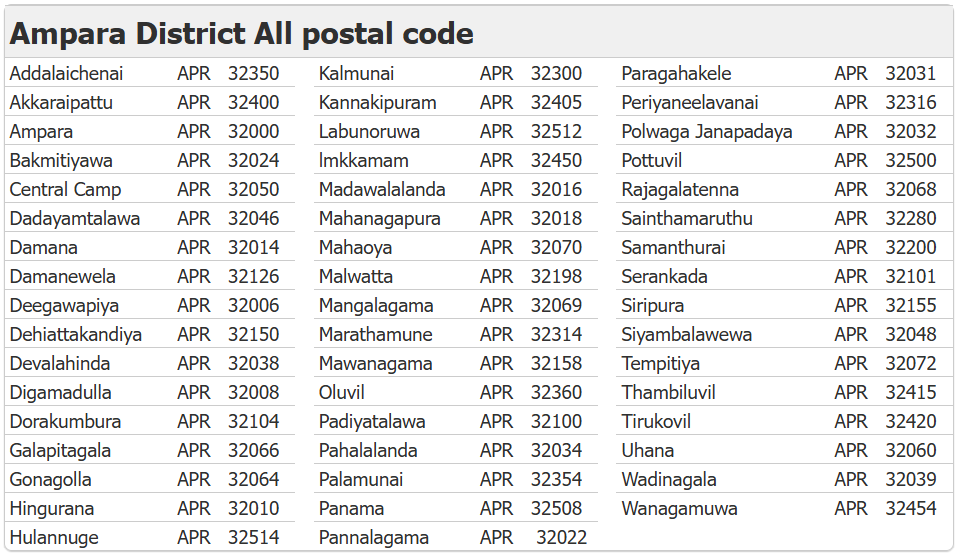 Ampara District All postal code
Addalaichenai APR 32350 Kalmunai APR 32300 Paragahakele APR 32031
Akkaraipattu APR 32400 Kannakipuram APR 32405 Periyaneelavanai APR 32316
Ampara APR 32000 Labunoruwa APR 32512 Polwaga Janapadaya APR 32032
Bakmitiyawa APR 32024 lmkkamam APR 32450 Pottuvil APR 32500
Central Camp APR 32050 Madawalalanda APR 32016 Rajagalatenna APR 32068
Dadayamtalawa APR 32046 Mahanagapura APR 32018 Sainthamaruthu APR 32280
Damana APR 32014 Mahaoya APR 32070 Samanthurai APR 32200
Damanewela APR 32126 Malwatta APR 32198 Serankada APR 32101
Deegawapiya APR 32006 Mangalagama APR 32069 Siripura APR 32155
Dehiattakandiya APR 32150 Marathamune APR 32314 Siyambalawewa APR 32048
Devalahinda APR 32038 Mawanagama APR 32158 Tempitiya APR 32072
Digamadulla APR 32008 Oluvil APR 32360 Thambiluvil APR 32415
Dorakumbura APR 32104 Padiyatalawa APR 32100 Tirukovil APR 32420
Galapitagala APR 32066 Pahalalanda APR 32034 Uhana APR 32060
Gonagolla APR 32064 Palamunai APR 32354 Wadinagala APR 32039
Hingurana APR 32010 Panama APR 32508 Wanagamuwa APR 32454
Hulannuge APR 32514 Pannalagama APR 32022